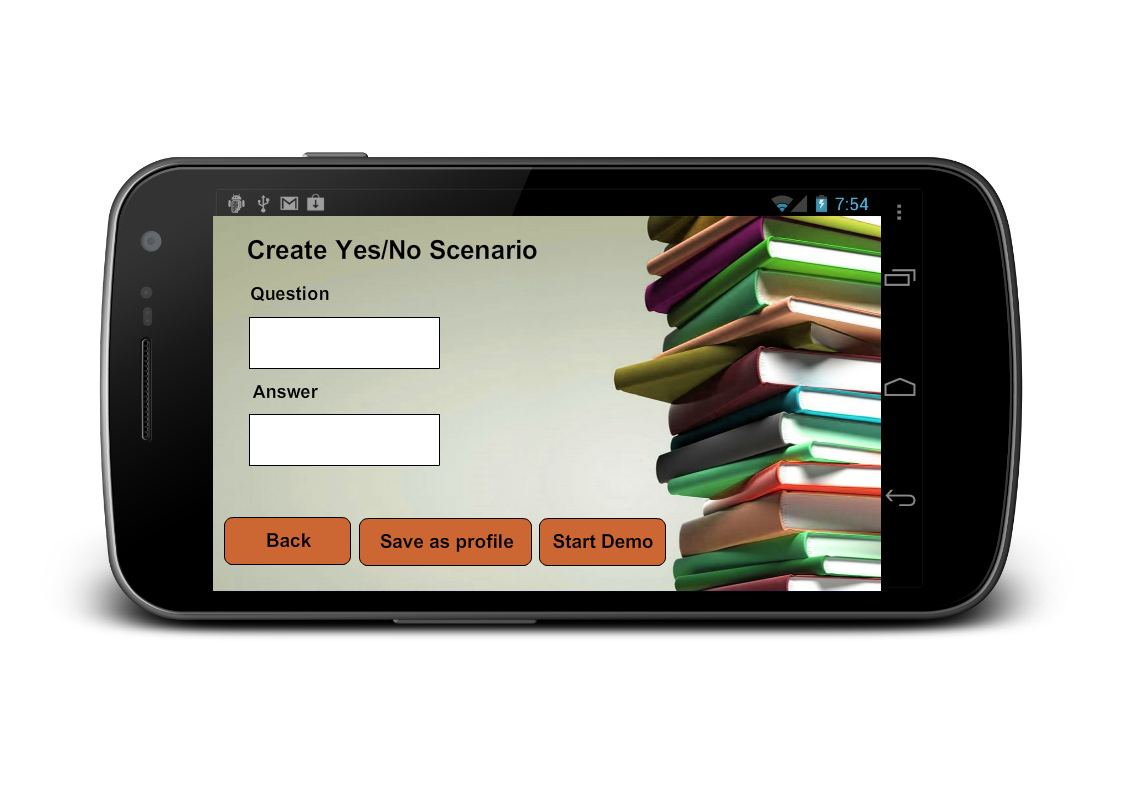 7:54
Create Yes/No Scenario
Question
Answer
Back
Save as profile
Start Demo